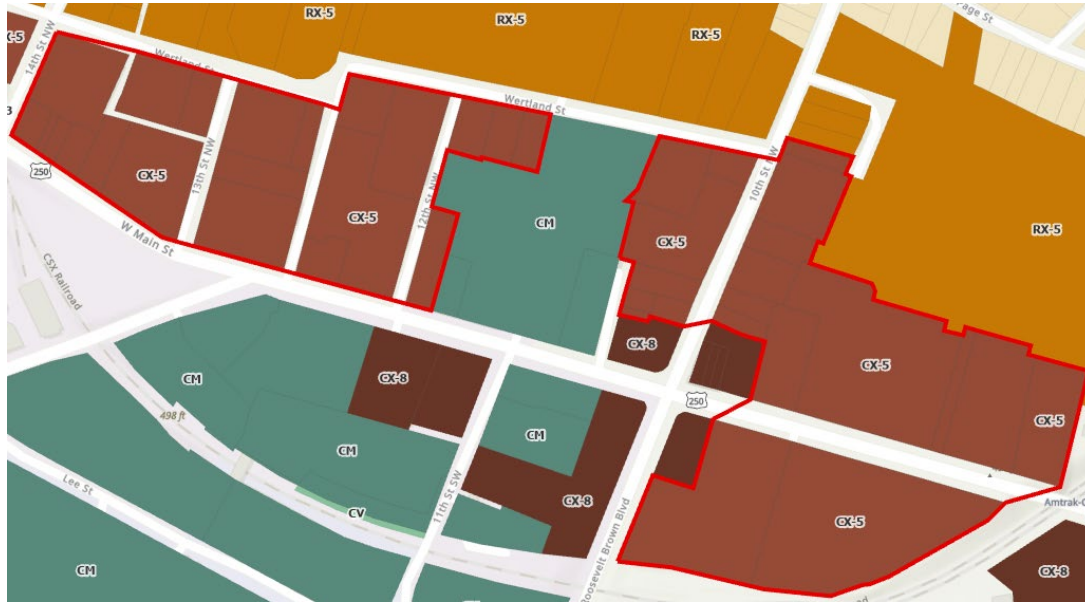 RX-5
RX-5
RX-5
Page St
X-5
14th St NW
Wertland St
Wertland St
10th St NW
250
CX-5
13th St NW
CX-5
12th St NW
CM
CX-5
RX-5
W Main St
CSX Railroad
CX-8
CM
CX-8
CX-5
250
498 ft
CM
CM
CX-5
Lee St
CV
11th St SW
CX-8
Roosevelt Brown Blvd
CX-5
Amtrak-C
CM
CX-8